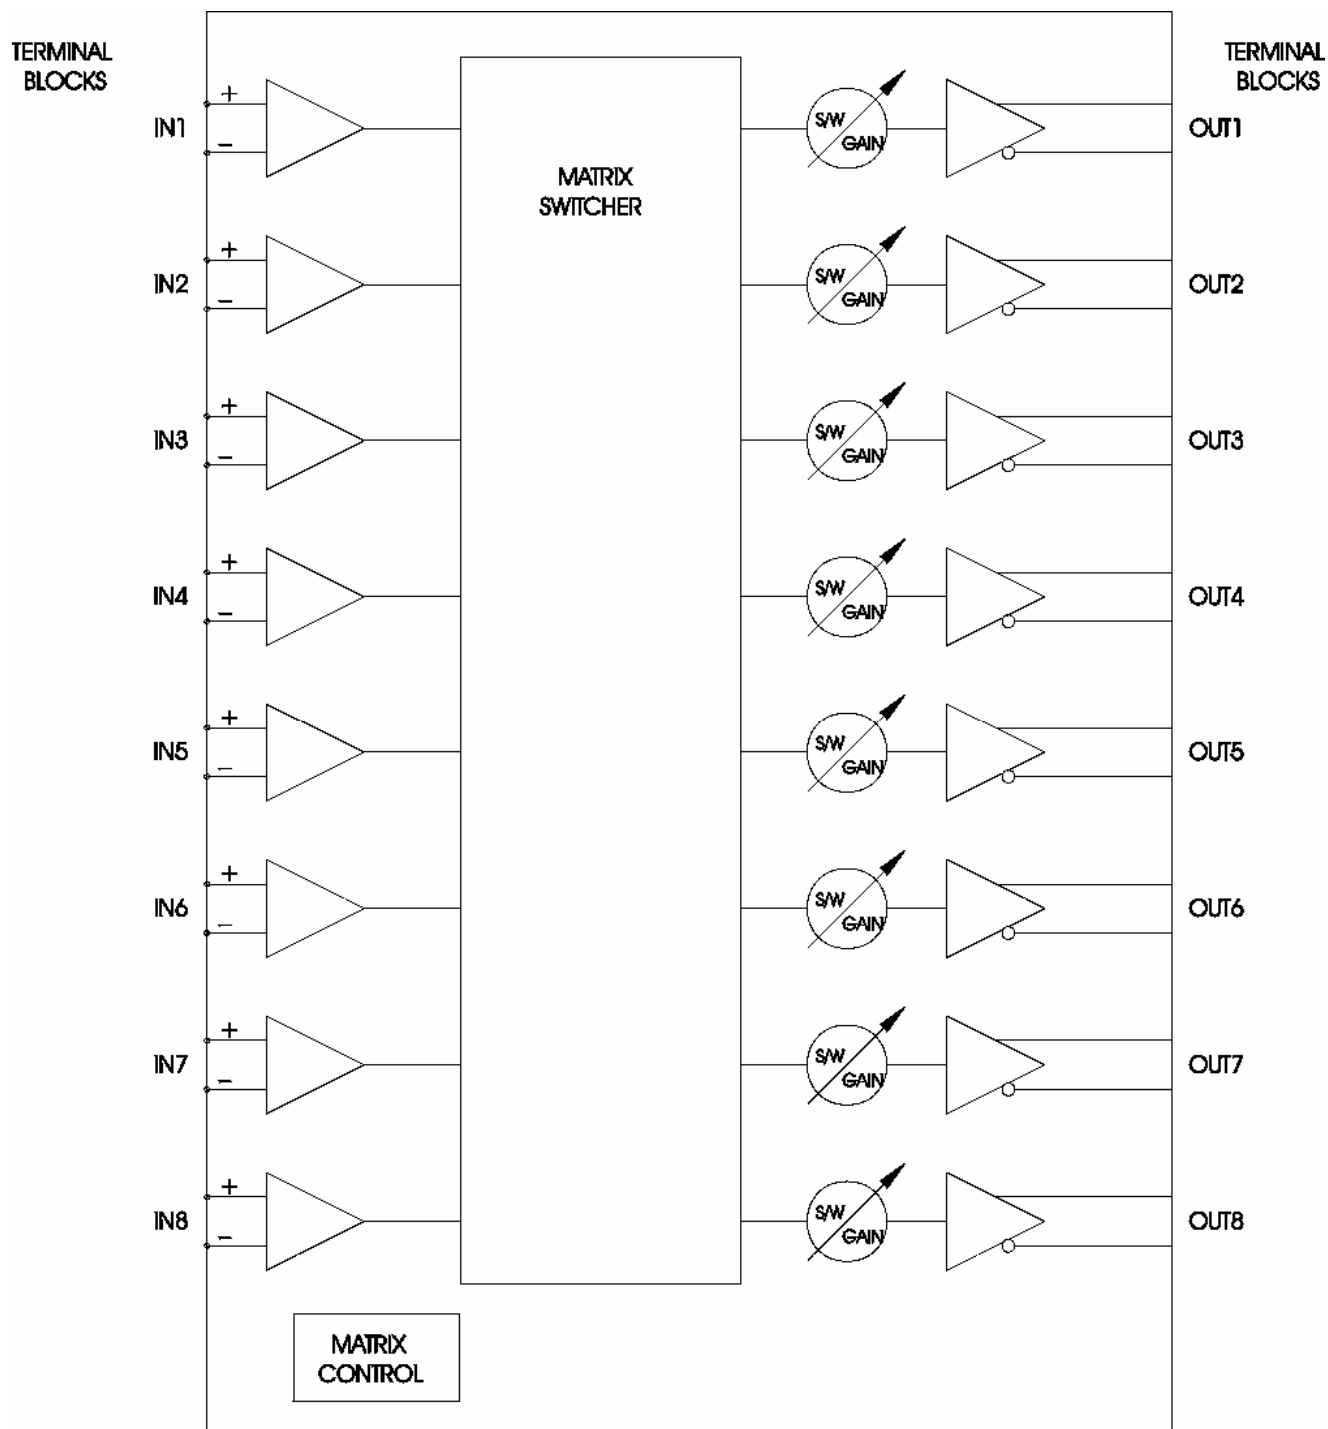 TERMINAL
BLOCKS
TERMINAL
BLOCKS
MATRIX
SWITCHER
IN1
+
-
S/W
GAIN
OUT1
IN2
+
-
S/W
GAIN
OUT2
IN3
+
-
S/W
GAIN
OUT3
IN4
+
-
S/W
GAIN
OUT4
IN5
+
-
S/W
GAIN
OUT5
IN6
+
-
S/W
GAIN
OUT6
IN7
+
-
S/W
GAIN
OUT7
IN8
+
-
S/W
GAIN
OUT8
MATRIX
CONTROL